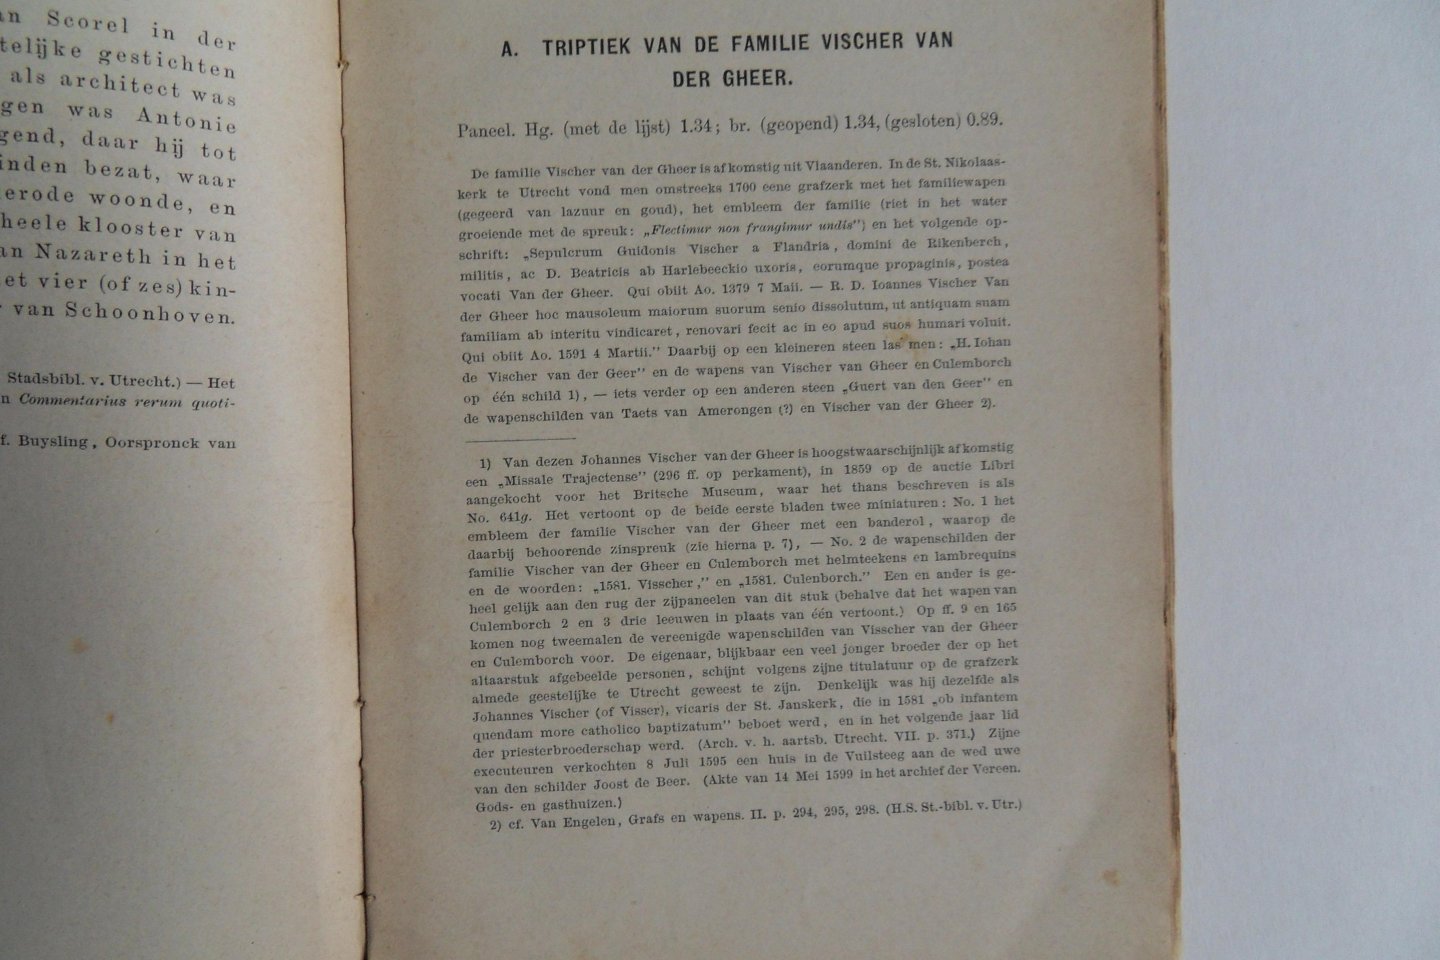 an Scorel in der
telijke gestichten
als architect was
gen was Antonie
gend, daar hij tot
inden bezat, waar
erode woonde, en
heele klooster van
an Nazareth in het
et vier (of zes) kin-
van Schoonhoven.
Stadsbibl. v. Utrecht.) — Het
n Commentarius rerum quoti-
f. Buysling, Oorspronck van
A. TRIPTIEK VAN DE FAMILIE VISCHER VAN
DER GHEER.
Paneel. Hg. (met de lijst) 1.34; br. (geopend) 1.34, (gesloten) 0.89.
De familie Vischer van der Gheer is afkomstig uit Vlaanderen. In de St. Nikolaas-
kerk te Utrecht vond men omstreeks 1700 eene grafzerk met het familiewapen
(gegeerd van lazuur en goud), het embleem der familie (riet in het water
groeiende met de spreuk: „Flectimur non frangimur undis”) en het volgende op-
schrift: „Sepulcrum Guidonis Vischer a Flandria, domini de Rikenberch,
militis, ac D. Beatricis ab Harlebeeckio uxoris, eorumque propaginis, postea
vocati Van der Gheer. Qui obiit Ao. 1379 7 Maii. — R. D. Ioannes Vischer Van
der Gheer hoc mausoleum maiorum suorum senio dissolutum, ut antiquam suam
familiam ab interitu vindicaret, renovari fecit ac in eo apud suos humari voluit.
Qui obiit Ao. 1591 4 Martii.” Daarbij op een kleineren steen las men: „H. Iohan
de Vischer van der Geer” en de wapens van Vischer van Gheer en Culemborch
op één schild 1), — iets verder op een anderen steen „Guert van den Geer” en
de wapenschilden van Taets van Amerongen (?) en Vischer van der Gheer 2).
1) Van dezen Johannes Vischer van der Gheer is hoogstwaarschijnlijk afkomstig
een „Missale Trajectense” (296 ff. op perkament), in 1859 op de auctie Libri
aangekocht voor het Britsche Museum, waar het thans beschreven is als
No. 641g. Het vertoont op de beide eerste bladen twee miniaturen: No. 1 het
embleem der familie Vischer van der Gheer met een banderol, waarop de
daarbij behoorende zinspreuk (zie hierna p. 7), — No. 2 de wapenschilden der
familie Vischer van der Gheer en Culemborch met helmteekens en lambrequins
en de woorden: „1581. Visscher,” en „1581. Culenborch.” Een en ander is ge-
heel gelijk aan den rug der zijpaneelen van dit stuk (behalve dat het wapen van
Culemborch 2 en 3 drie leeuwen in plaats van één vertoont.) Op ff. 9 en 165
komen nog tweemalen de vereenigde wapenschilden van Visscher van der Gheer
en Culemborch voor. De eigenaar, blijkbaar een veel jonger broeder der op het
altaarstuk afgebeelde personen, schijnt volgens zijne titulatuur op de grafzerk
almede geestelijke te Utrecht geweest te zijn. Denkelijk was hij dezelfde als
Johannes Vischer (of Visser), vicaris der St. Janskerk, die in 1581 „ob infantem
quendam more catholico baptizatum” beboet werd, en in het volgende jaar lid
der priesterbroederschap werd. (Arch. v. h. aartsb. Utrecht. VII. p. 371.) Zijne
executeuren verkochten 8 Juli 1595 een huis in de Vuilsteeg aan de wed uwe
van den schilder Joost de Beer. (Akte van 14 Mei 1599 in het archief der Vereen.
Gods- en gasthuizen.)
2) cf. Van Engelen, Grafs en wapens. II. p. 294, 295, 298. (H.S. St.-bibl. v. Utr.)